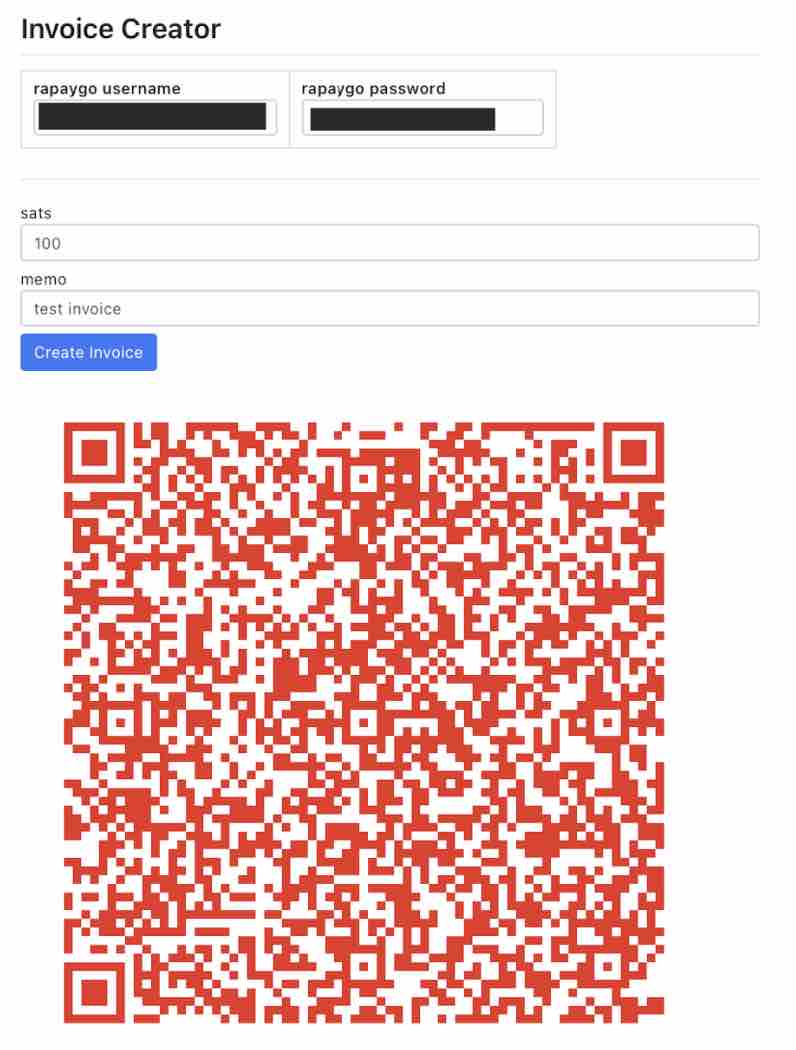 Invoice Creator
rapaygo username
rapaygo password
sats
100
memo
test invoice
Create Invoice